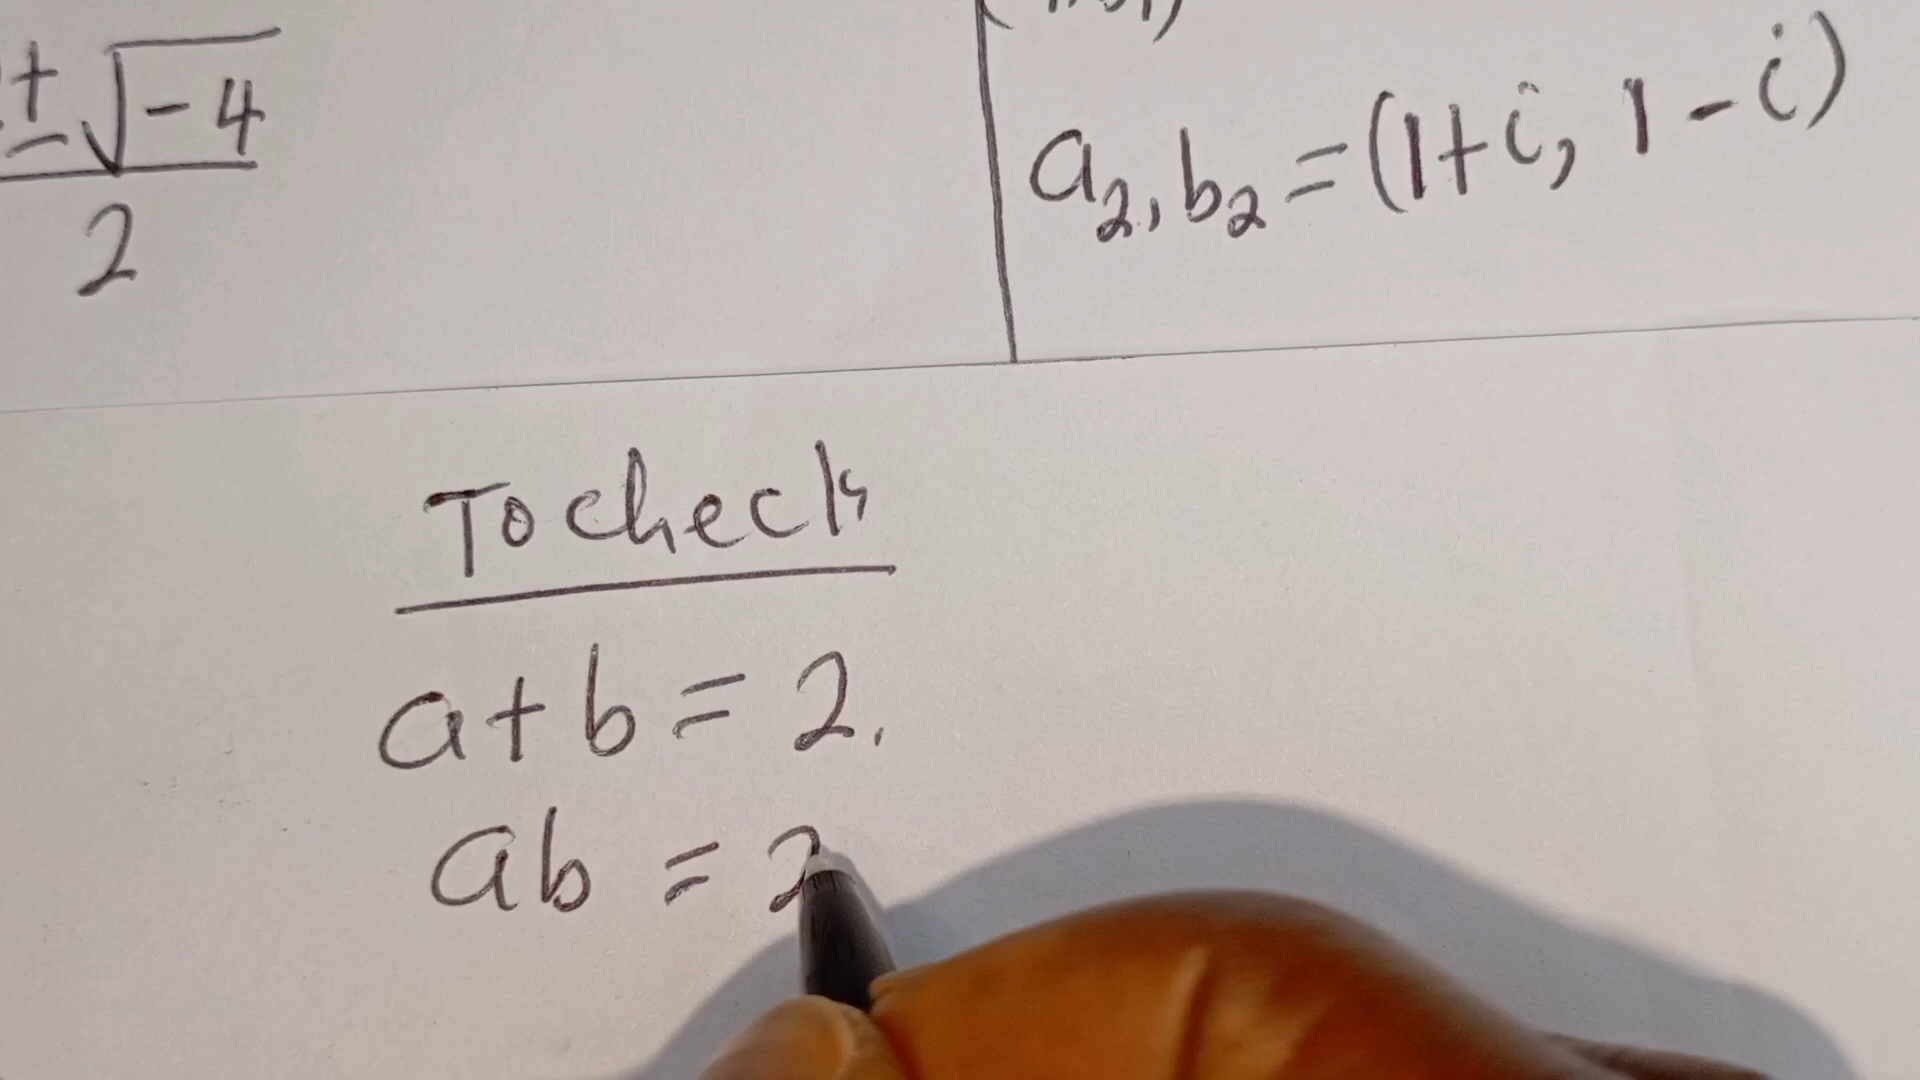 ± √-4
2
a₂, b₂ = (1+i, 1-i)
To check
a+b = 2.
ab = 2